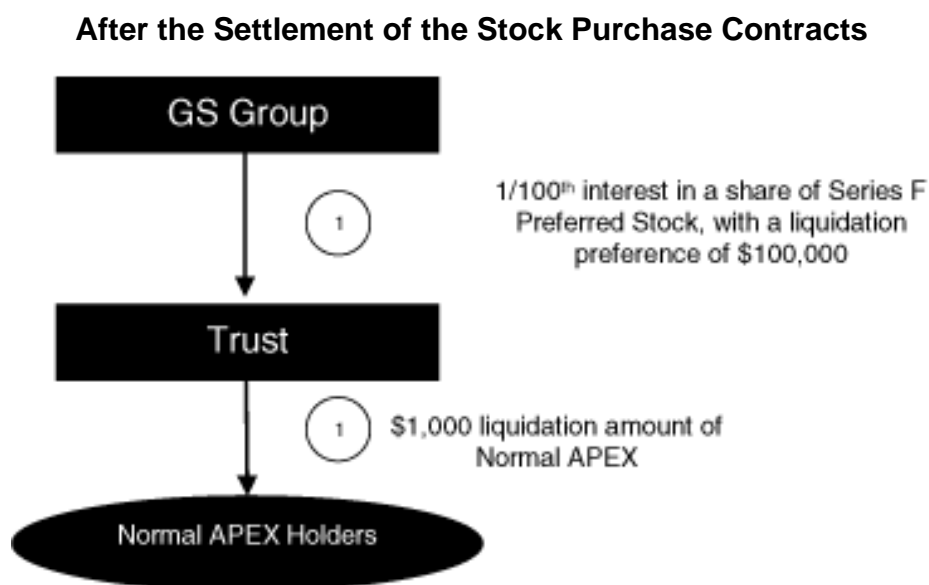 After the Settlement of the Stock Purchase Contracts
GS Group
1
1/100th interest in a share of Series F
Preferred Stock, with a liquidation
preference of $100,000
Trust
1
$1,000 liquidation amount of
Normal APEX
Normal APEX Holders